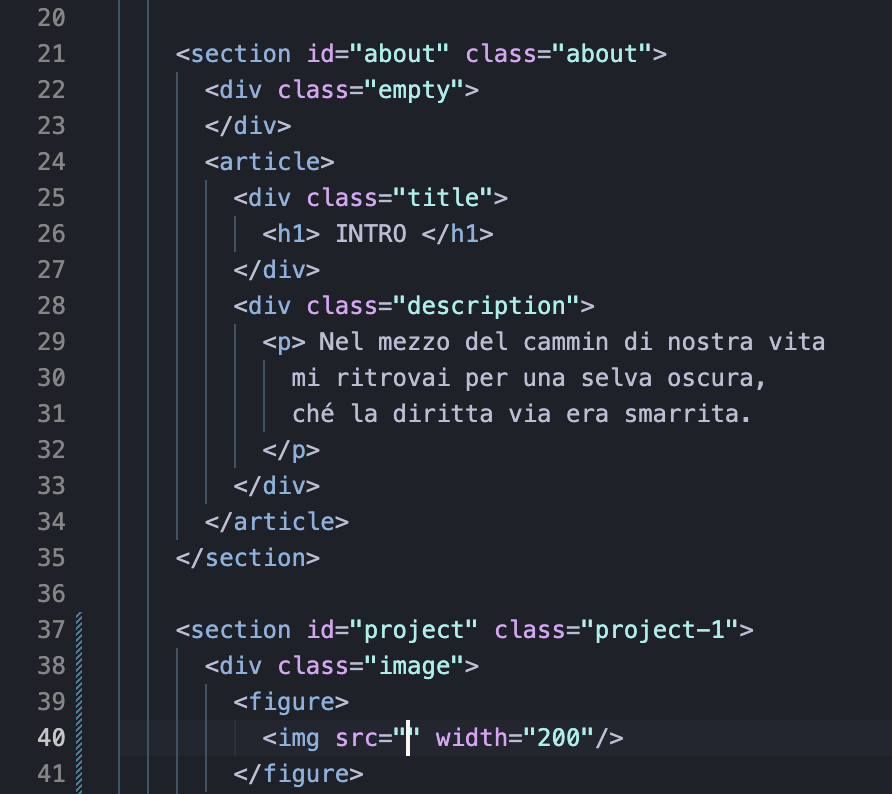 20
21 <section id="about" class="about">
22 <div class="empty">
23 </div>
24 <article>
25 <div class="title">
26 <h1> INTRO </h1>
27 </div>
28 <div class="description">
29 <p> Nel mezzo del cammin di nostra vita
30 mi ritrovai per una selva oscura,
31 ché la diritta via era smarrita.
32 </p>
33 </div>
34 </article>
35 </section>
36
37 <section id="project" class="project-1">
38 <div class="image">
39 <figure>
40 <img src="" width="200"/>
41 </figure>